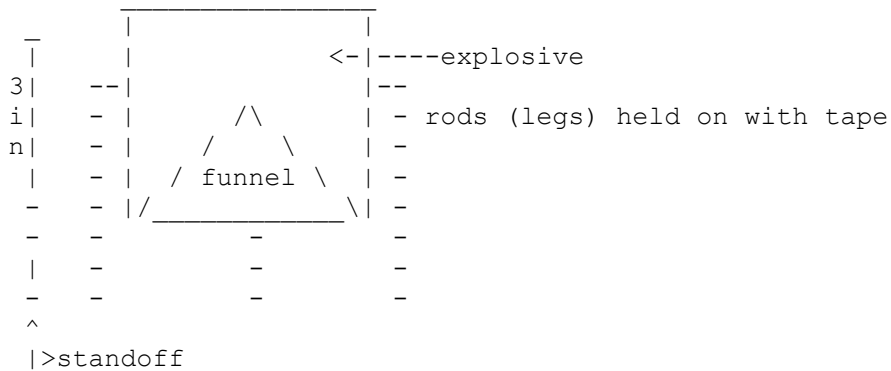 explosive
3
i rods (legs) held on with tape
n
funnel
standoff